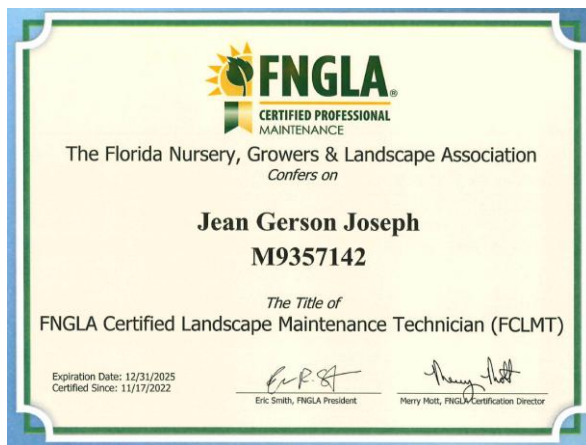 FNGLA®
CERTIFIED PROFESSIONAL
MAINTENANCE
The Florida Nursery, Growers & Landscape Association
Confers on
Jean Gerson Joseph
M9357142
The Title of
FNGLA Certified Landscape Maintenance Technician (FCLMT)
Expiration Date: 12/31/2025
Certified Since: 11/17/2022
Eric Smith, FNGLA President
Merry Mott, FNGLA Certification Director